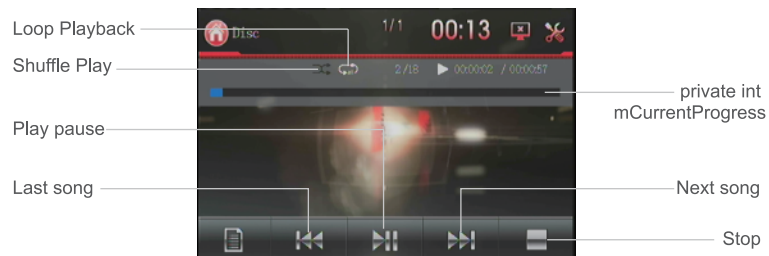 Loop Playback
Disc
1/1
00:13
Shuffle Play
2/18
00:00:02 / 00:00:57
private int
mCurrentProgress
Play pause
Last song
Next song
Stop